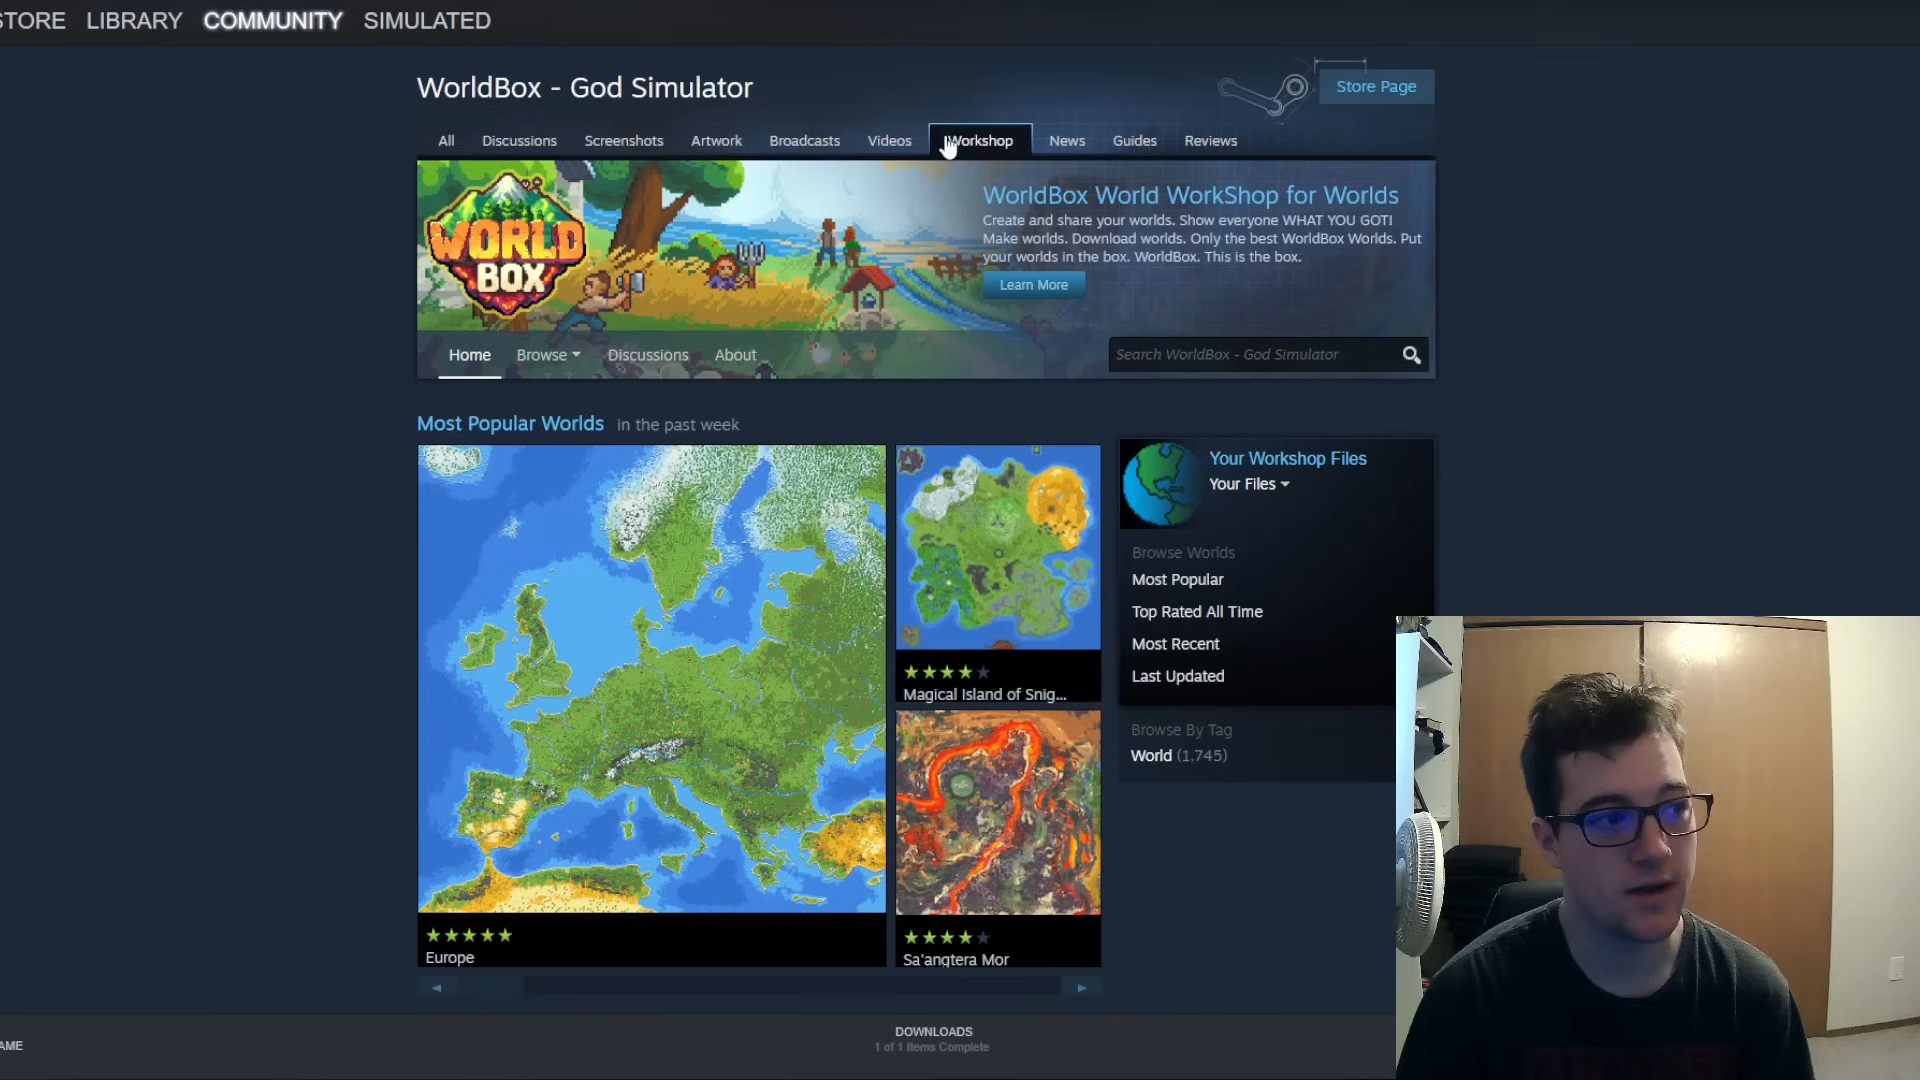 STORE LIBRARY COMMUNITY SIMULATED
WorldBox - God Simulator
Store Page
All Discussions Screenshots Artwork Broadcasts Videos Workshop News Guides Reviews
WORLD
BOX
WorldBox World WorkShop for Worlds
Create and share your worlds. Show everyone WHAT YOU GOT!
Make worlds. Download worlds. Only the best WorldBox Worlds. Put
your worlds in the box. WorldBox. This is the box.
Learn More
Home Browse Discussions About
Search WorldBox - God Simulator
Most Popular Worlds in the past week
Your Workshop Files
Your Files
Browse Worlds
Most Popular
Top Rated All Time
Most Recent
Last Updated
Browse By Tag
World (1,745)
Magical Island of Snig...
Europe
Sa'angtera Mor
DOWNLOADS
1 of 1 Items Complete
AME